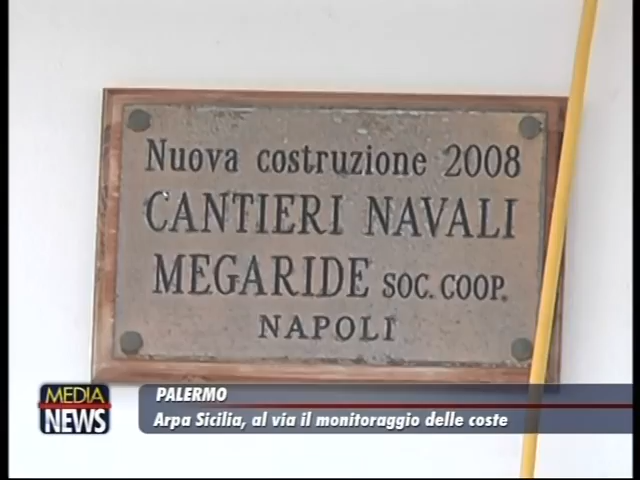 Nuova costruzione 2008
CANTIERI NAVALI
MEGARIDE SOC. COOP.
NAPOLI
MEDIA
NEWS
PALERMO
Arpa Sicilia, al via il monitoraggio delle coste